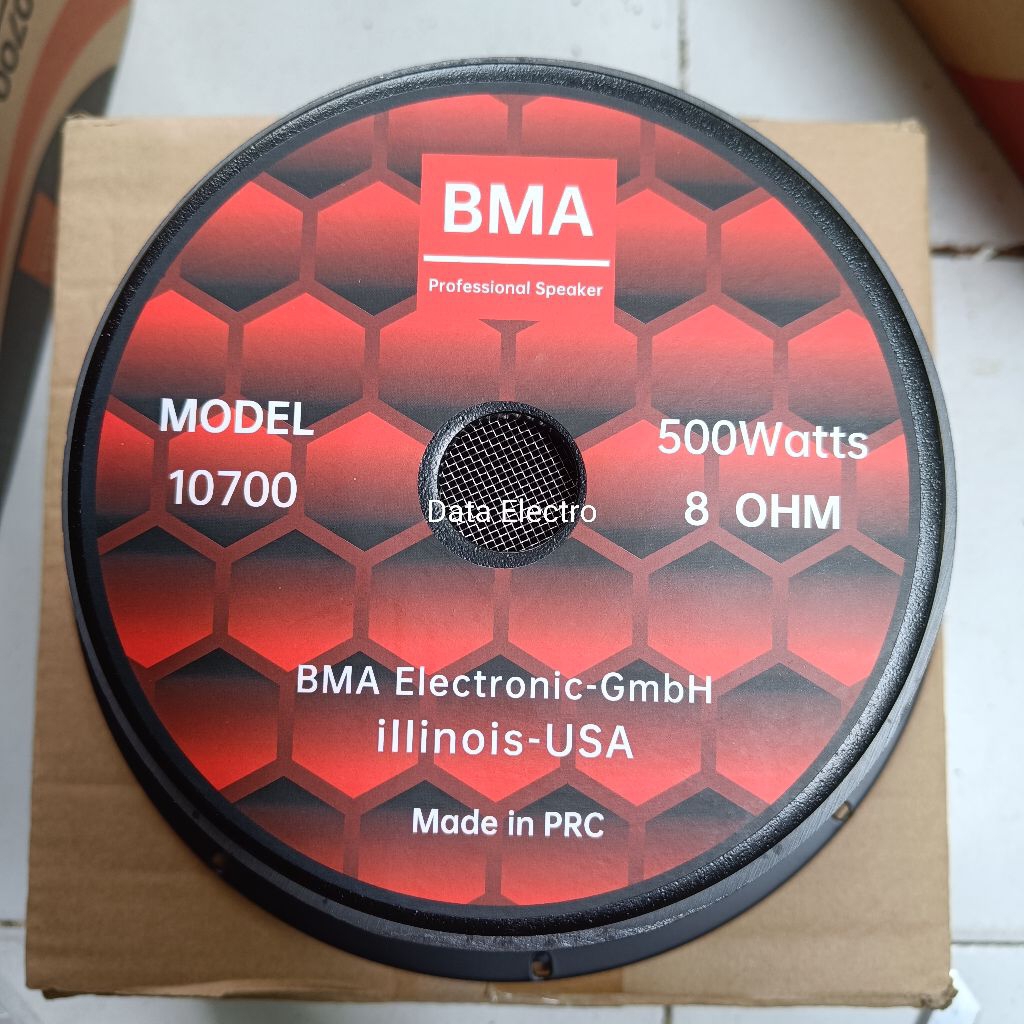 BMA
Professional Speaker
MODEL
10700
500Watts
8 OHM
Data Electro
BMA Electronic-GmbH
illinois-USA
Made in PRC